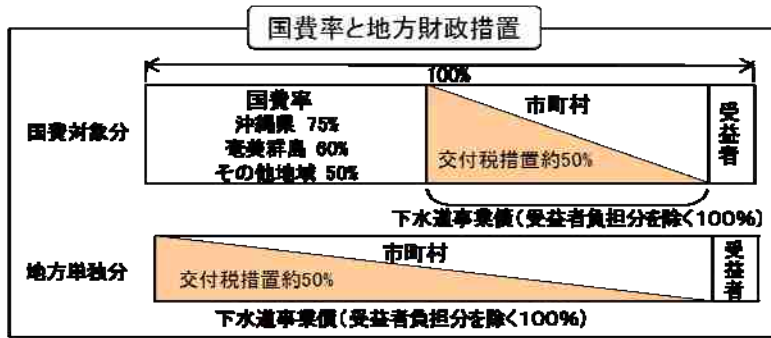 国費率と地方財政措置
100%
国費対象分
国費率
沖縄県 75%
奄美群島 60%
その他地域 50%
市町村
交付税措置約50%
受益者
下水道事業債(受益者負担分を除く100%)
地方単独分
市町村
交付税措置約50%
受益者
下水道事業債(受益者負担分を除く100%)